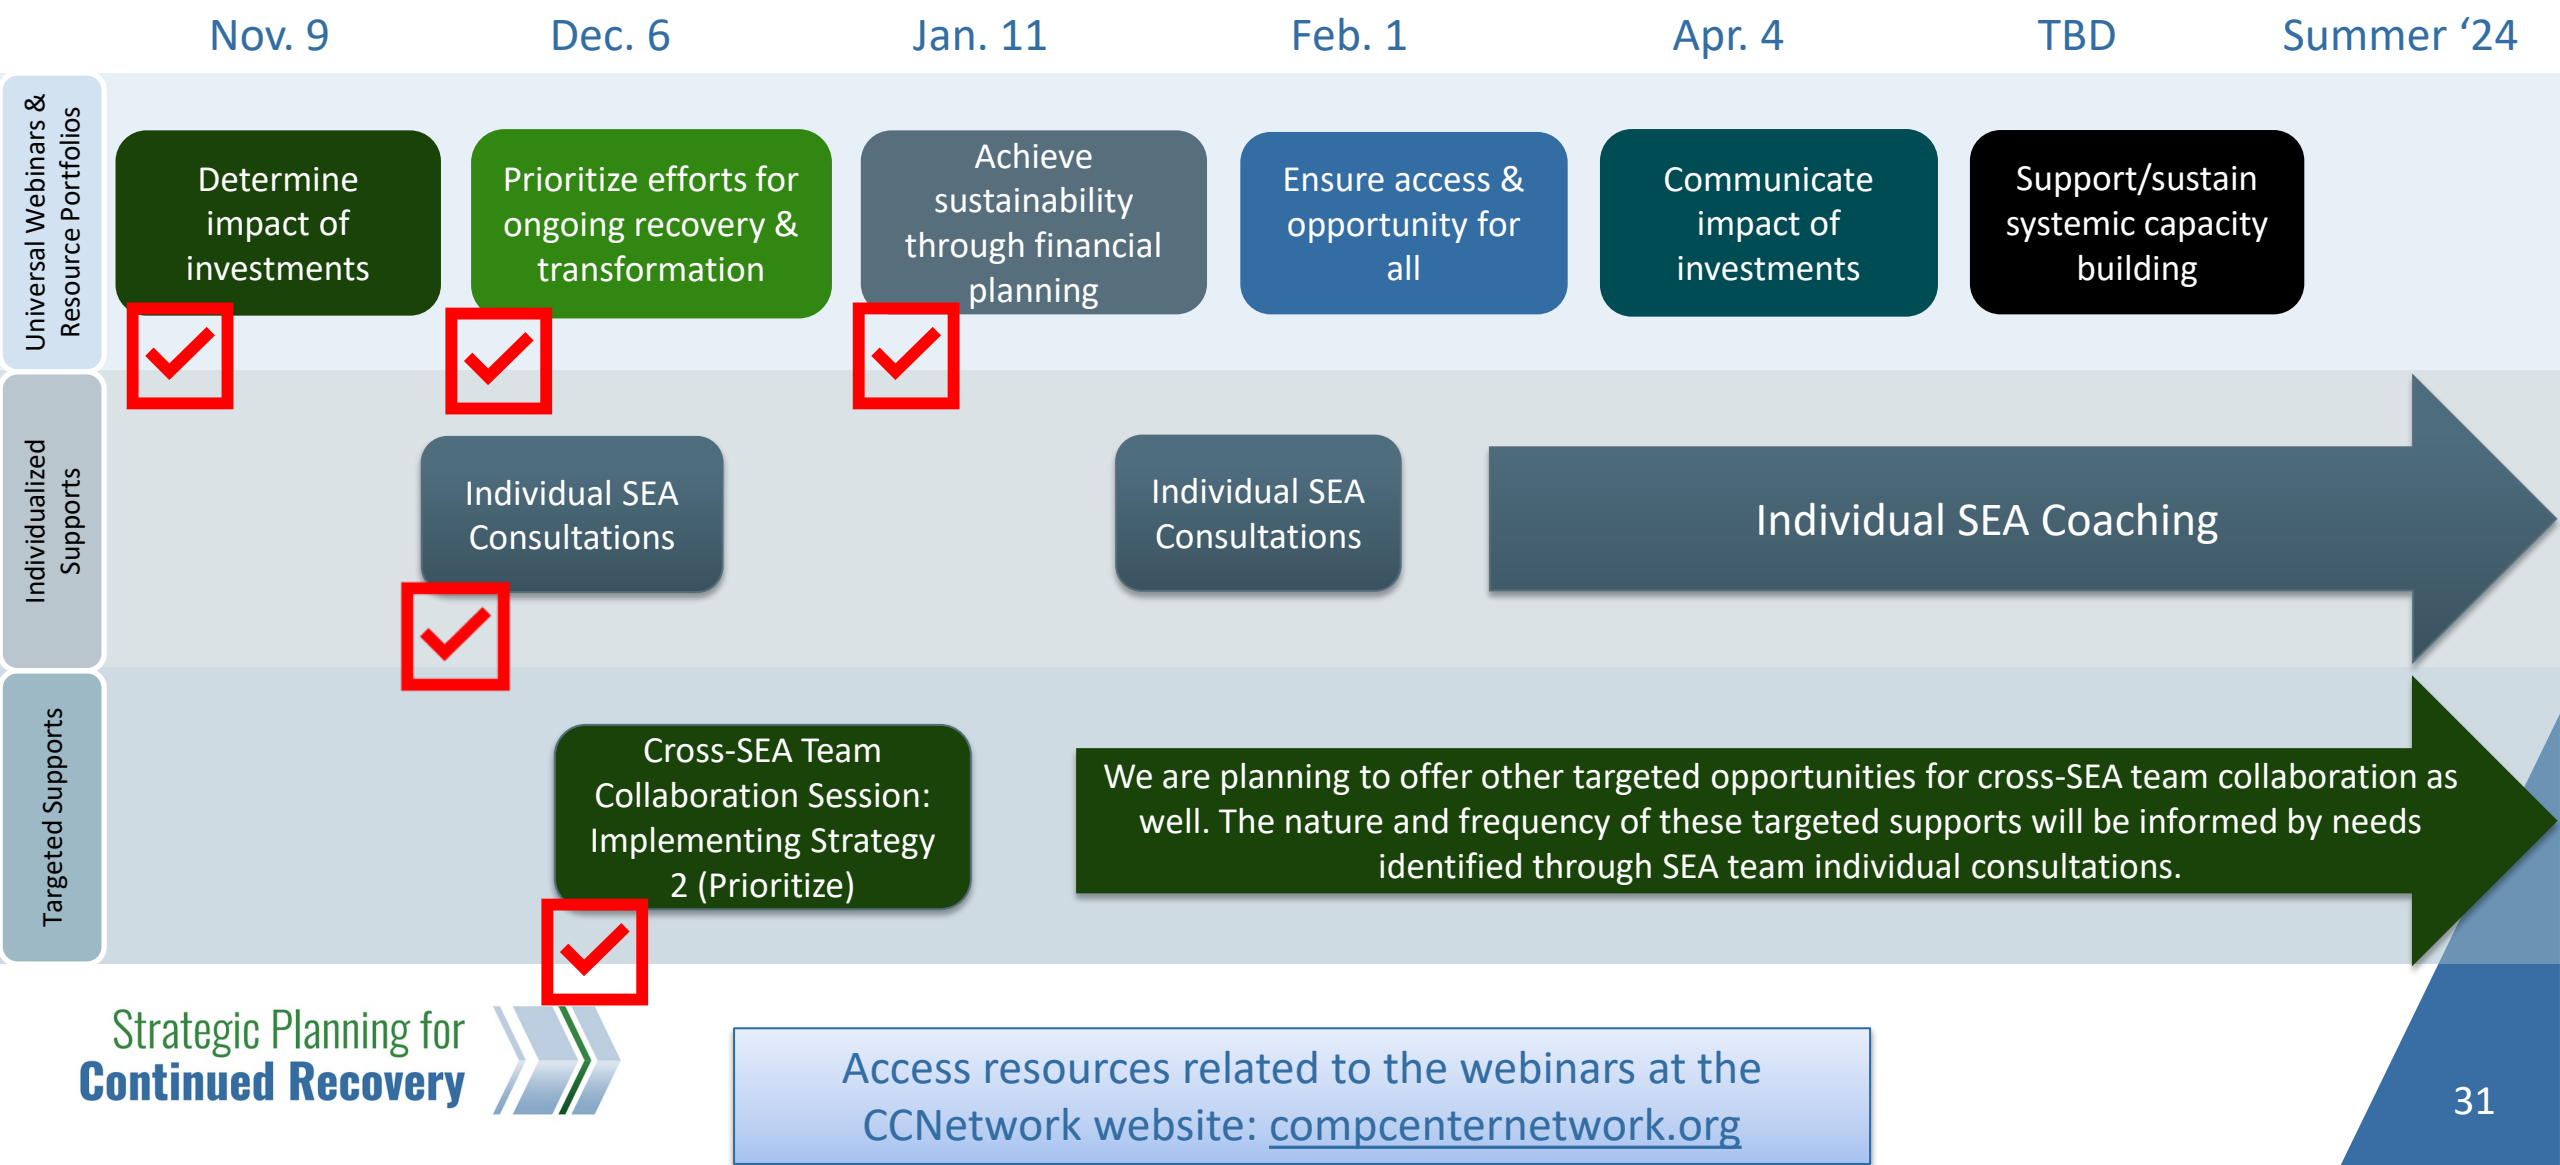 Nov. 9 Dec. 6 Jan. 11 Feb. 1 Apr. 4 TBD Summer ‘24
Universal Webinars &
Resource Portfolios
Determine
impact of
investments
Prioritize efforts for
ongoing recovery &
transformation
Achieve
sustainability
through financial
planning
Ensure access &
opportunity for
all
Communicate
impact of
investments
Support/sustain
systemic capacity
building
Individualized
Supports
Individual SEA
Consultations
Individual SEA
Consultations
Individual SEA Coaching
Targeted Supports
Cross-SEA Team
Collaboration Session:
Implementing Strategy
2 (Prioritize)
We are planning to offer other targeted opportunities for cross-SEA team collaboration as
well. The nature and frequency of these targeted supports will be informed by needs
identified through SEA team individual consultations.
Strategic Planning for
Continued Recovery
Access resources related to the webinars at the
CCNetwork website: compcenternetwork.org
31